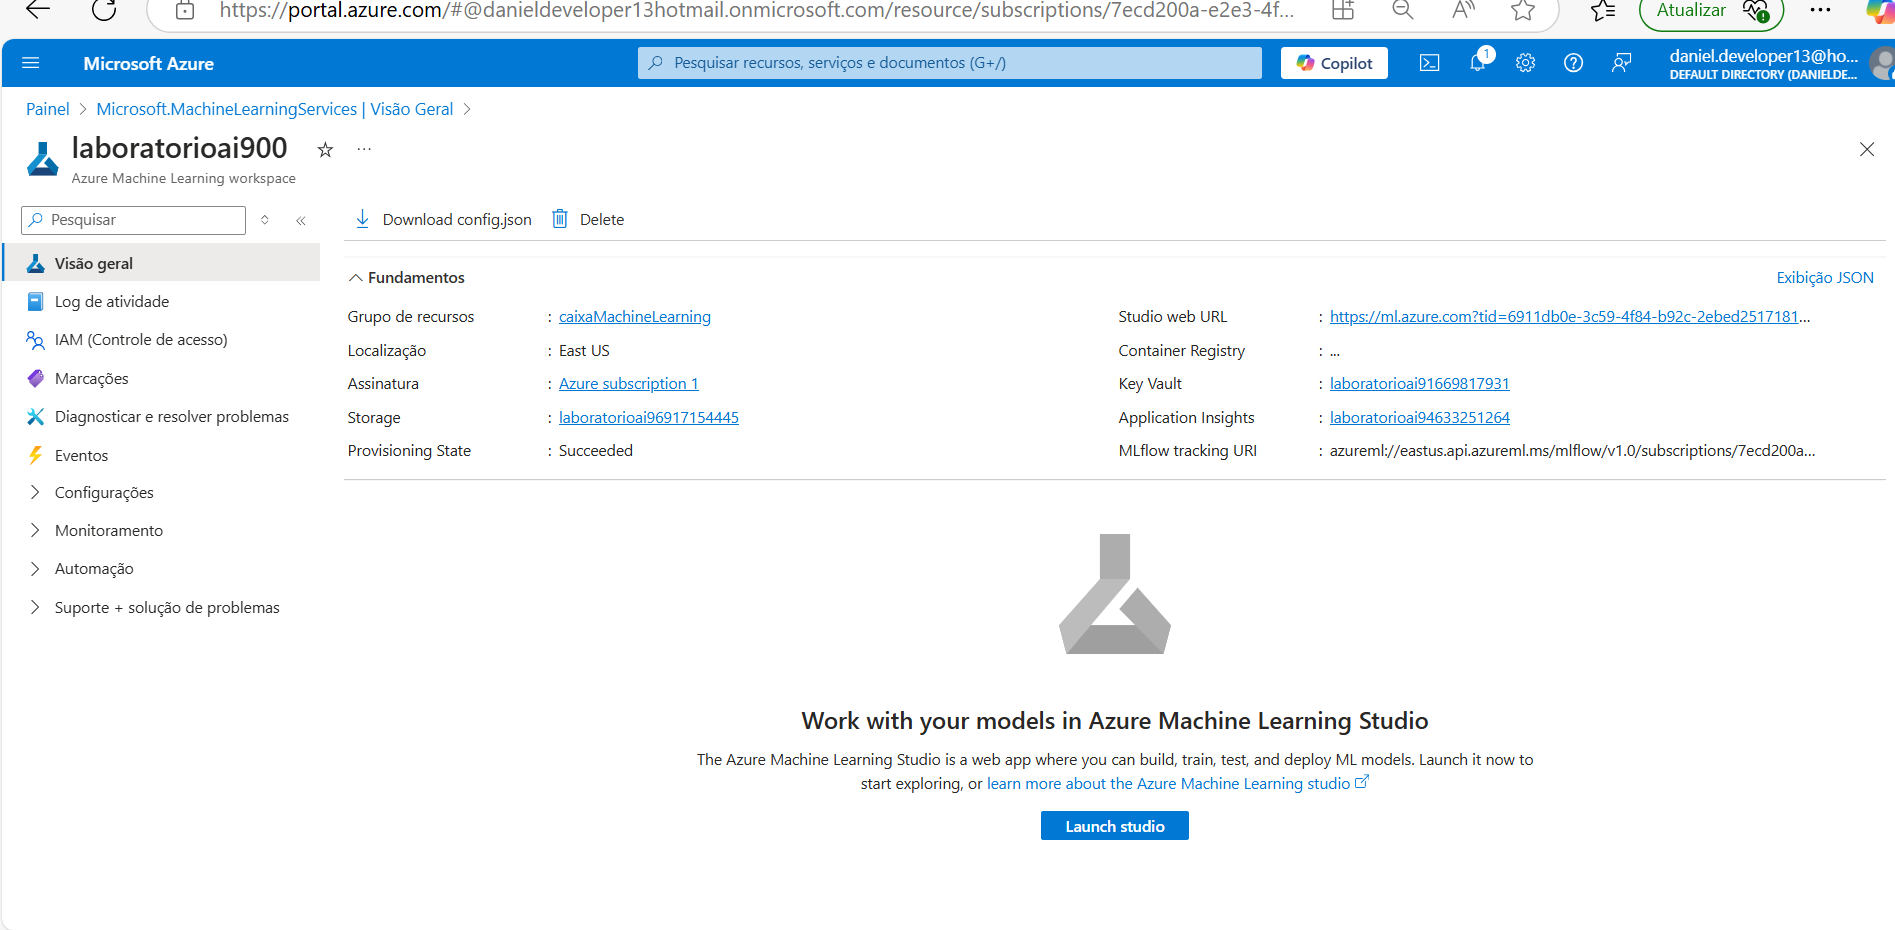 https://portal.azure.com/#@danieldeveloper13hotmail.onmicrosoft.com/resource/subscriptions/7ecd200a-e2e3-4f...
Atualizar
Microsoft Azure
Pesquisar recursos, serviços e documentos (G+/)
Copilot
1
daniel.developer13@ho...
DEFAULT DIRECTORY (DANIELDE...
Painel > Microsoft.MachineLearningServices | Visão Geral >
laboratorioai900
Azure Machine Learning workspace
Pesquisar
Download config.json
Delete
Visão geral
Log de atividade
IAM (Controle de acesso)
Marcações
Diagnosticar e resolver problemas
Eventos
Configurações
Monitoramento
Automação
Suporte + solução de problemas
Fundamentos
Exibição JSON
Grupo de recursos : caixaMachineLearning
Localização : East US
Assinatura : Azure subscription 1
Storage : laboratorioai96917154445
Provisioning State : Succeeded
Studio web URL : https://ml.azure.com?tid=6911db0e-3c59-4f84-b92c-2ebed2517181...
Container Registry : ...
Key Vault : laboratorioai91669817931
Application Insights : laboratorioai94633251264
MLflow tracking URI : azureml://eastus.api.azureml.ms/mlflow/v1.0/subscriptions/7ecd200a...
Work with your models in Azure Machine Learning Studio
The Azure Machine Learning Studio is a web app where you can build, train, test, and deploy ML models. Launch it now to
start exploring, or learn more about the Azure Machine Learning studio
Launch studio